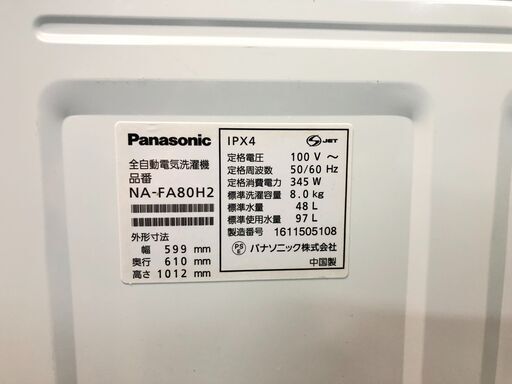 Panasonic
全自動電気洗濯機
品番
NA-FA80H2
外形寸法
幅 599 mm
奥行 610 mm
高さ 1012 mm
IPX4
S JET
定格電圧 100 V ～
定格周波数 50/60 Hz
定格消費電力 345 W
標準洗濯容量 8.0 kg
標準水量 48 L
標準使用水量 97 L
製造番号 1611505108
PS E パナソニック株式会社
中国製